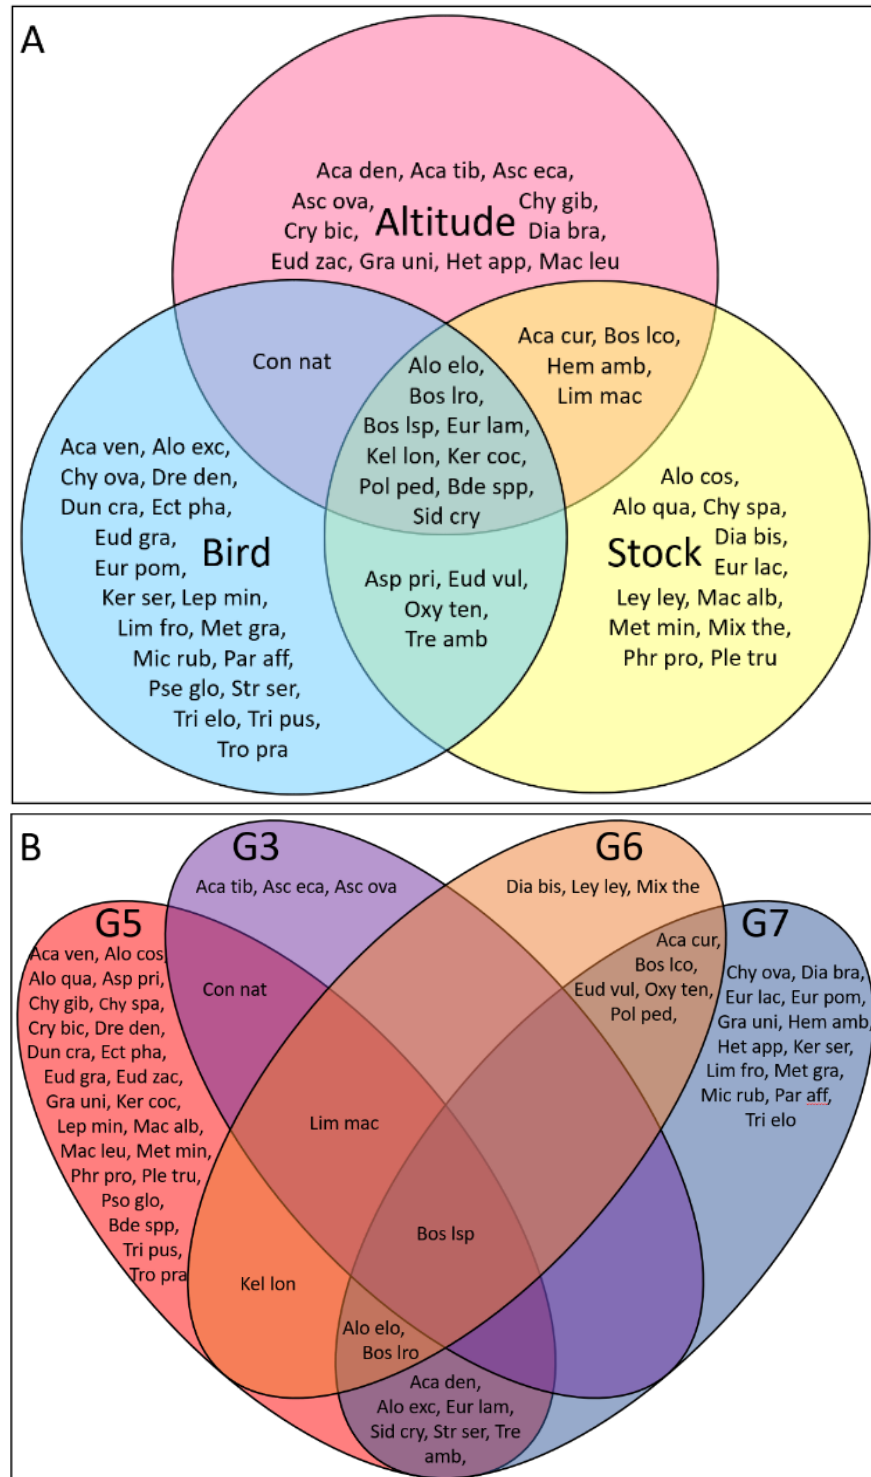 A
Aca den, Aca tib, Asc eca,
Asc ova,
Chy gib,
Altitude
Cry bic,
Dia bra,
Eud zac, Gra uni, Het app, Mac leu
Con nat
Alo elo,
Bos lro,
Bos lsp, Eur lam,
Kel lon, Ker coc,
Pol ped, Bde spp,
Sid cry
Aca cur, Bos lco,
Hem amb,
Lim mac
Aca ven, Alo exc,
Chy ova, Dre den,
Dun cra, Ect pha,
Eud gra,
Bird
Eur pom,
Ker ser, Lep min,
Lim fro, Met gra,
Mic rub, Par aff,
Pse glo, Str ser,
Tri elo, Tri pus,
Tro pra
Asp pri, Eud vul,
Oxy ten,
Tre amb
Alo cos,
Alo qua, Chy spa,
Dia bis,
Stock
Eur lac,
Ley ley, Mac alb,
Met min, Mix the,
Phr pro, Ple tru
B
G3
Aca tib, Asc eca, Asc ova
G6
Dia bis, Ley ley, Mix the
G5
Aca ven, Alo cos,
Alo qua, Asp pri,
Chy gib, Chy spa,
Cry bic, Dre den,
Dun cra, Ect pha,
Eud gra, Eud zac,
Gra uni, Ker coc,
Lep min, Mac alb,
Mac leu, Met min,
Phr pro, Ple tru,
Pso glo,
Bde spp,
Tri pus,
Tro pra
G7
Chy ova, Dia bra,
Eur lac, Eur pom,
Gra uni, Hem amb,
Het app, Ker ser,
Lim fro, Met gra,
Mic rub, Par aff,
Tri elo
Con nat
Aca cur,
Bos lco,
Eud vul, Oxy ten,
Pol ped,
Lim mac
Bos lsp
Kel lon
Alo elo,
Bos lro
Aca den,
Alo exc, Eur lam,
Sid cry, Str ser, Tre
amb,